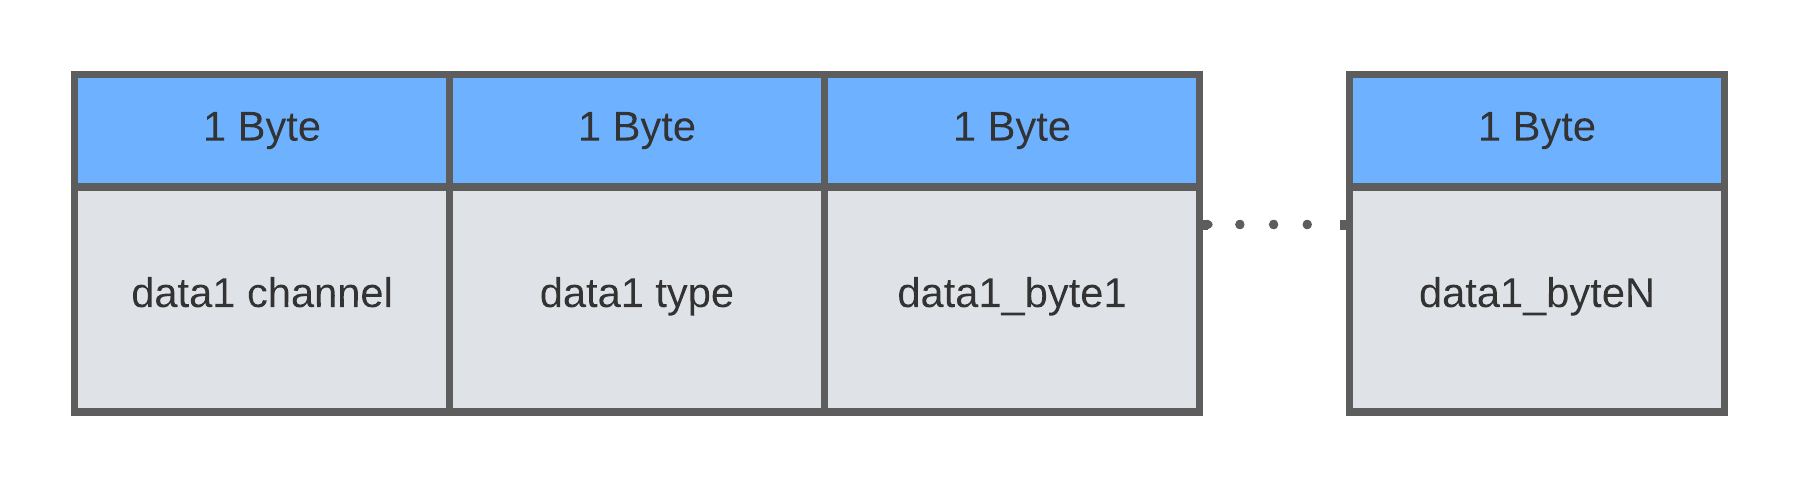 1 Byte
1 Byte
1 Byte
1 Byte
data1 channel
data1 type
data1_byte1
data1_byteN